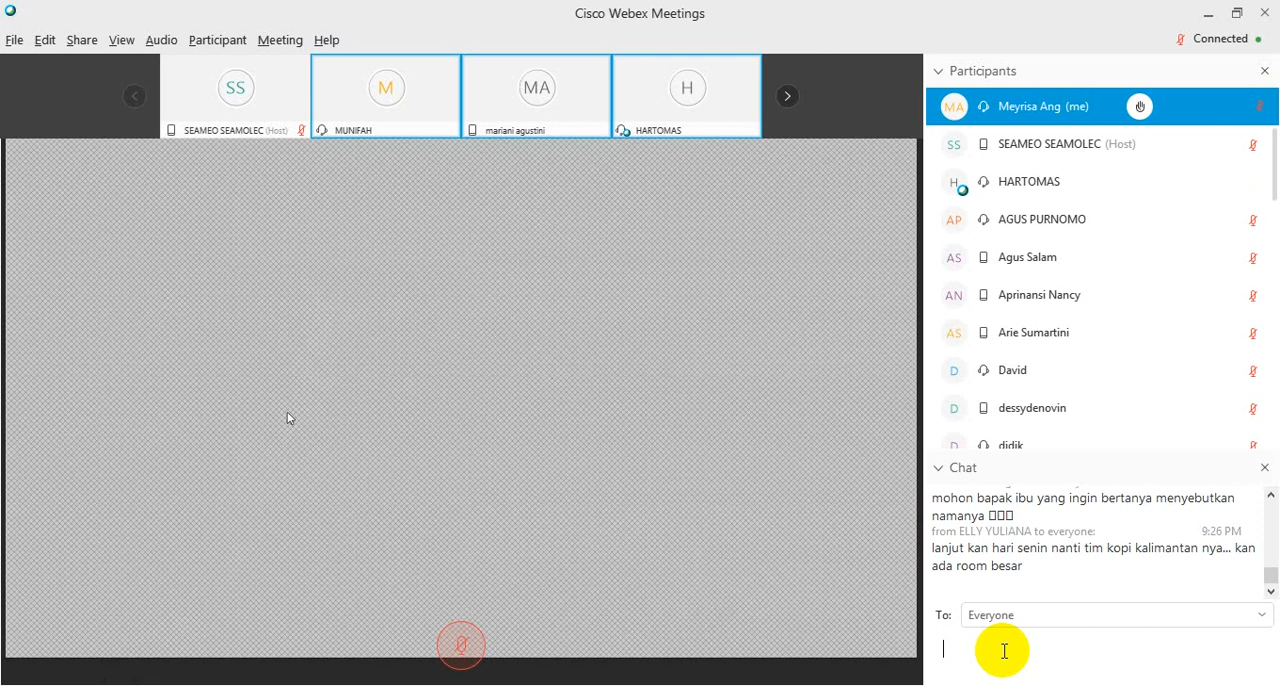 Cisco Webex Meetings
File Edit Share View Audio Participant Meeting Help
Connected
SS
SEAMEO SEAMOLEC (Host)
M
MUNIFAH
MA
mariani agustini
H
HARTOMAS
Participants
MA Meyrisa Ang (me)
SS SEAMEO SEAMOLEC (Host)
H HARTOMAS
AP AGUS PURNOMO
AS Agus Salam
AN Aprinansi Nancy
AS Arie Sumartini
D David
D dessydenovin
D didik
Chat
mohon bapak ibu yang ingin bertanya menyebutkan
namanya
from ELLY YULIANA to everyone: 9:26 PM
lanjut kan hari senin nanti tim kopi kalimantan nya... kan
ada room besar
To: Everyone